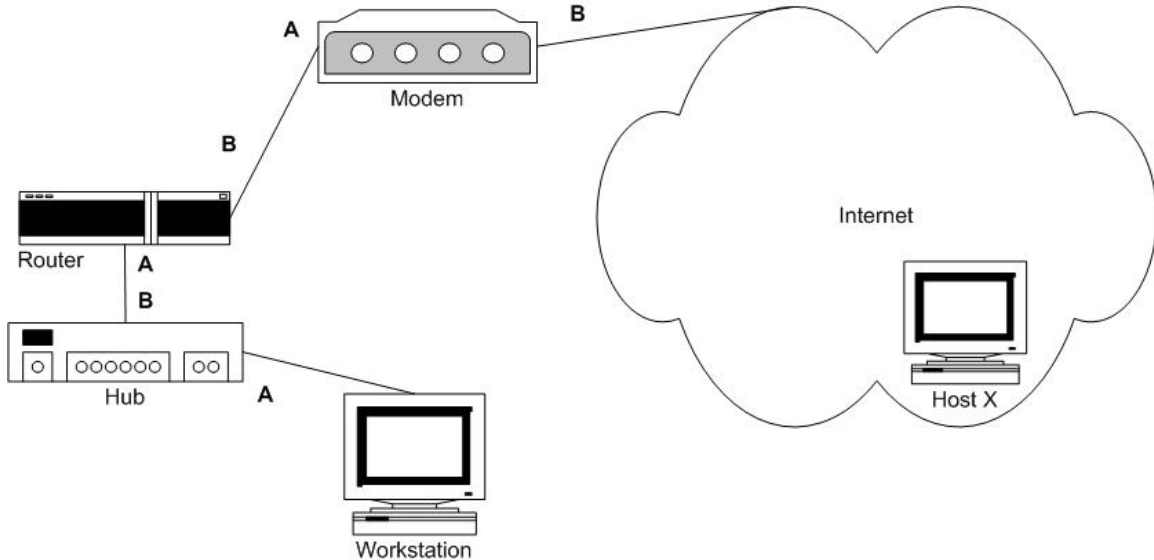 A
B
Modem
B
Internet
Router
A
B
Hub
A
Host X
Workstation